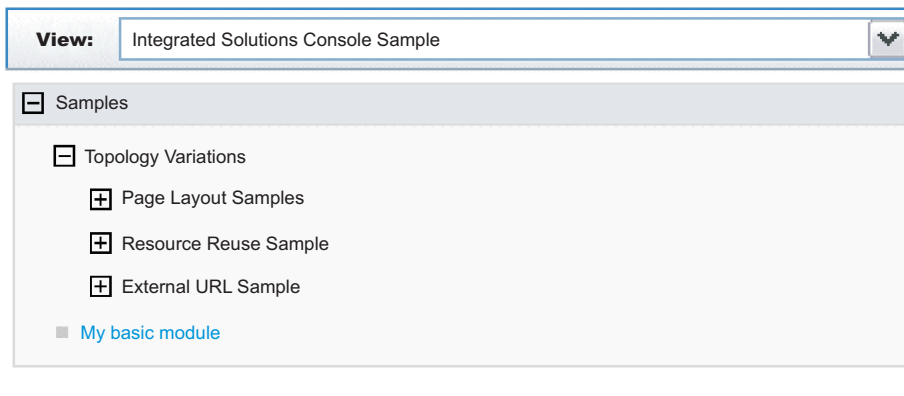 View: Integrated Solutions Console Sample
Samples
Topology Variations
Page Layout Samples
Resource Reuse Sample
External URL Sample
My basic module